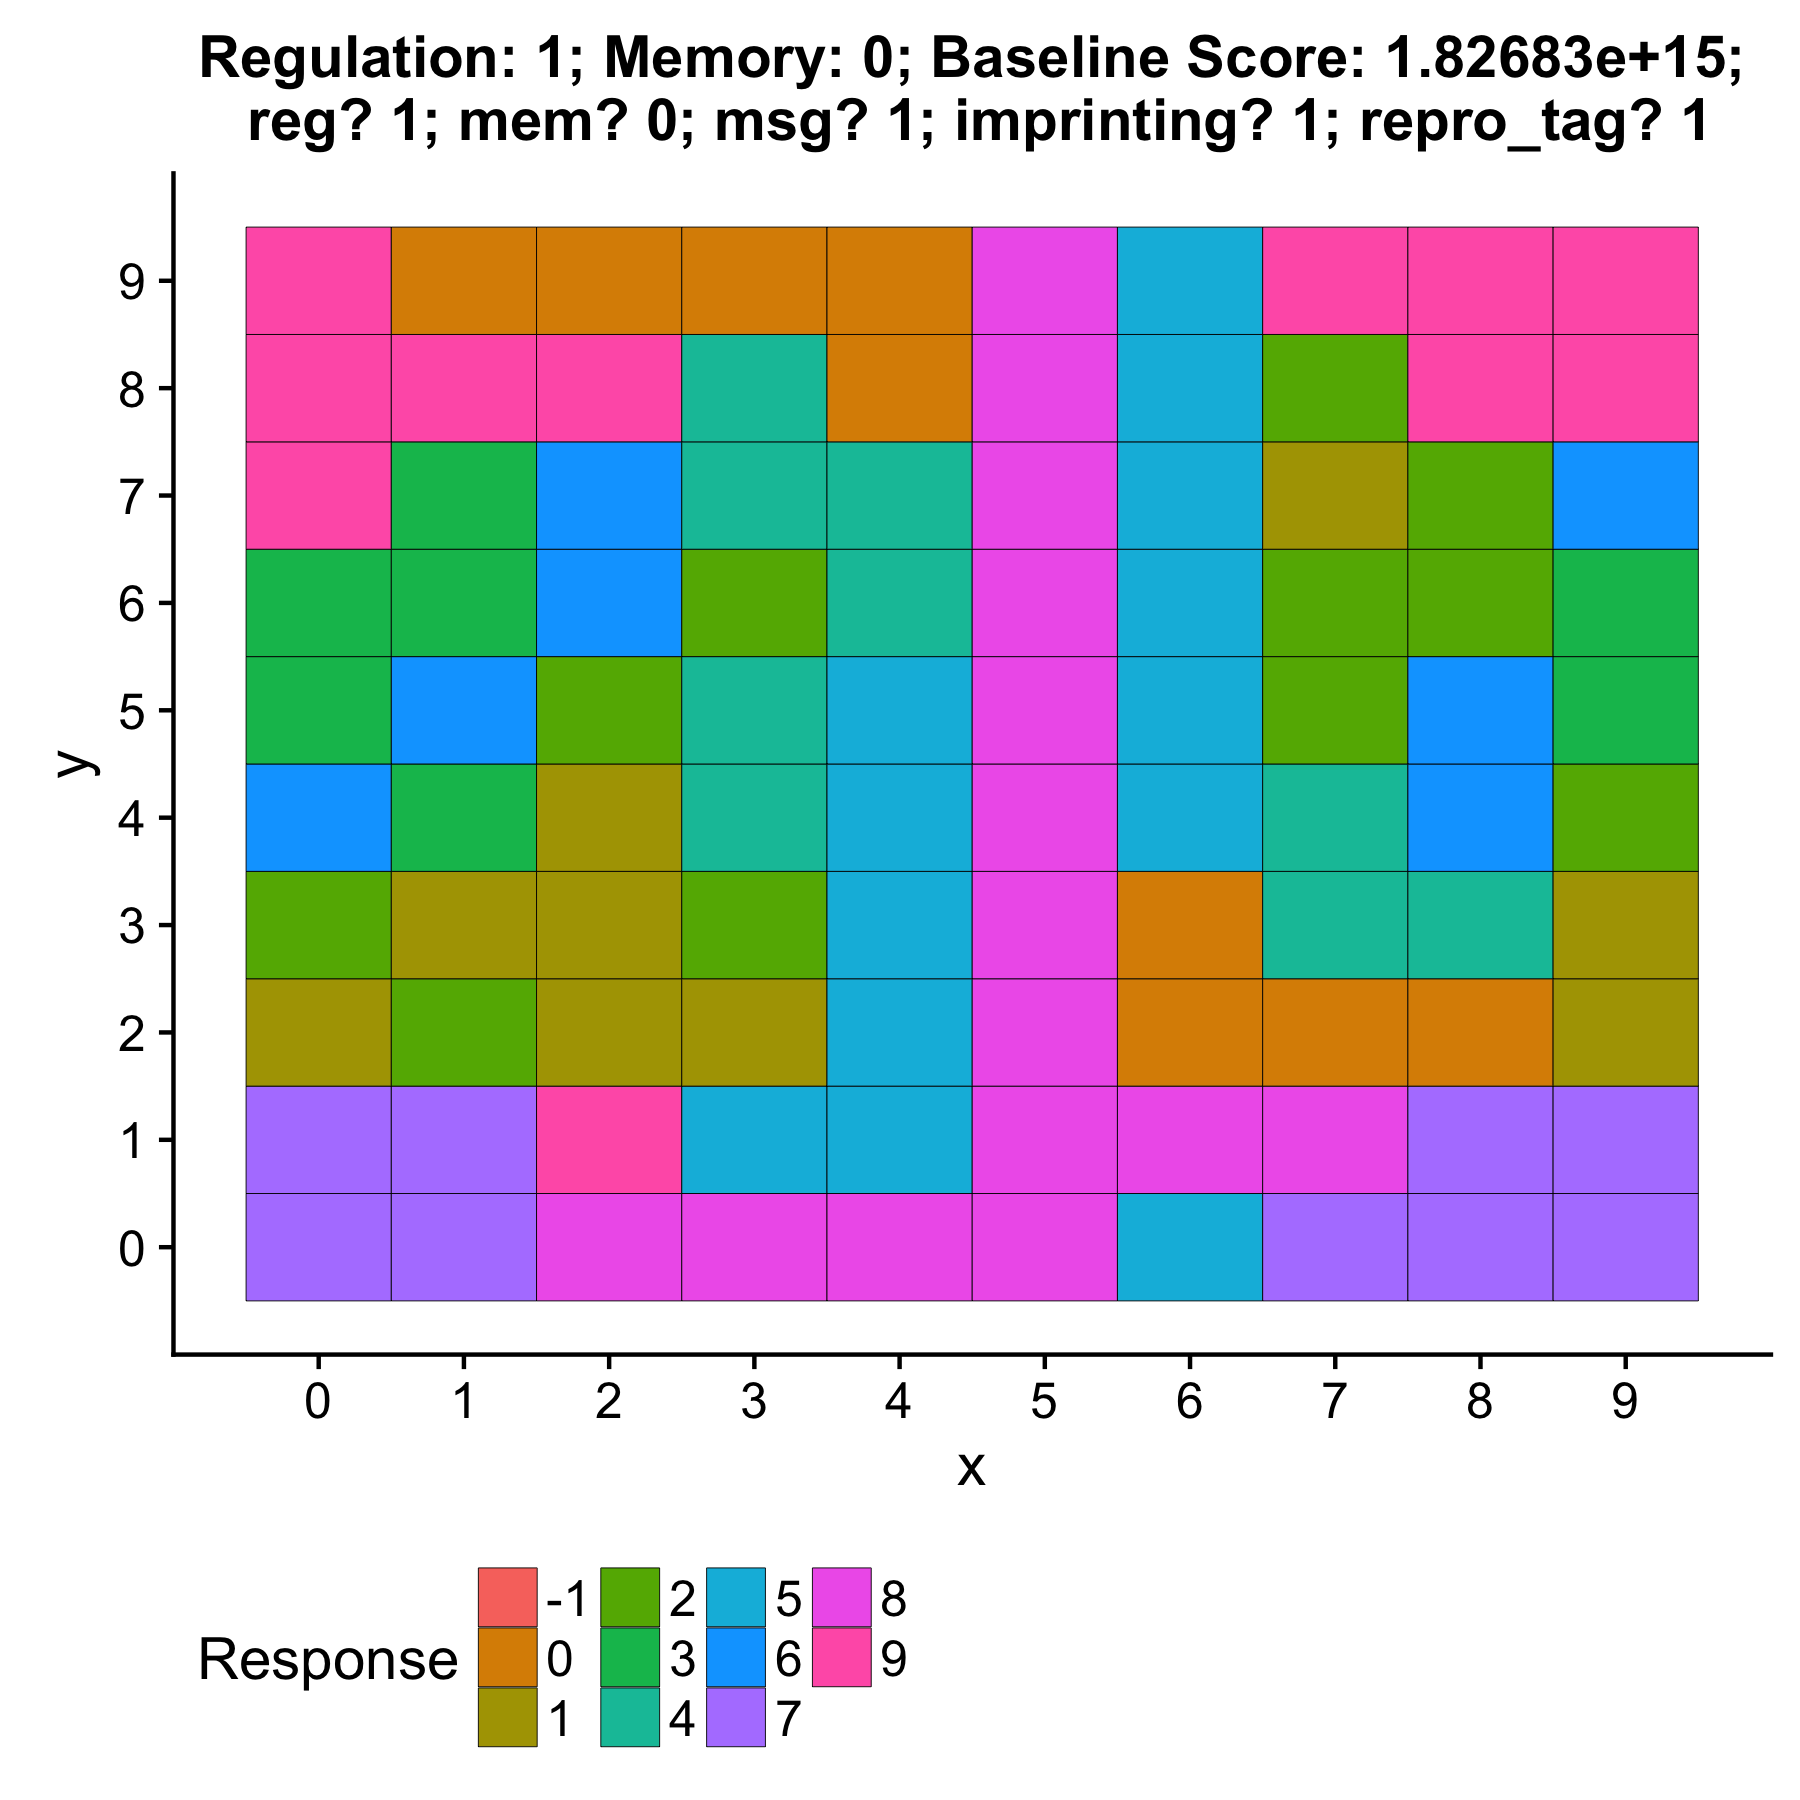 Regulation: 1; Memory: 0; Baseline Score: 1.82683e+15;
reg? 1; mem? 0; msg? 1; imprinting? 1; repro_tag? 1
9
8
7
6
5
4
3
2
1
0
y
0 1 2 3 4 5 6 7 8 9
x
Response
-1 2 5 8
0 3 6 9
1 4 7